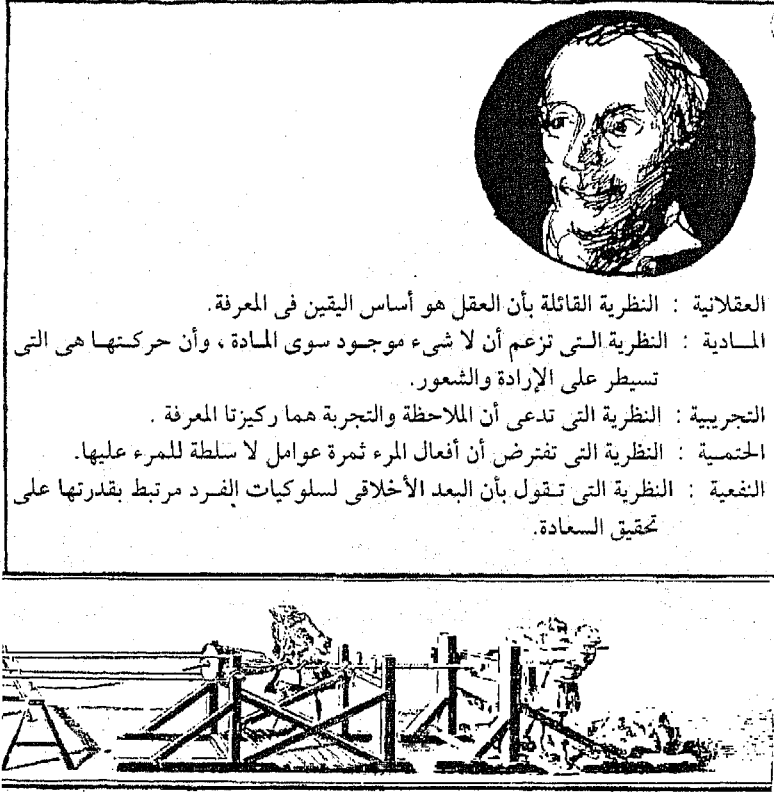 العقلانية : النظرية القائلة بأن العقل هو أساس اليقين فى المعرفة.
المادية : النظرية التى تزعم أن لا شىء موجود سوى المادة ، وأن حركتها هى التى
تسيطر على الإرادة والشعور.
التجريبية : النظرية التى تدعى أن الملاحظة والتجربة هما ركيزتا المعرفة .
الحتمية : النظرية التى تفترض أن أفعال المرء ثمرة عوامل لا سلطة للمرء عليها.
النفعية : النظرية التى تقول بأن البعد الأخلاقى لسلوكيات الفرد مرتبط بقدرتها على
تحقيق السعادة.